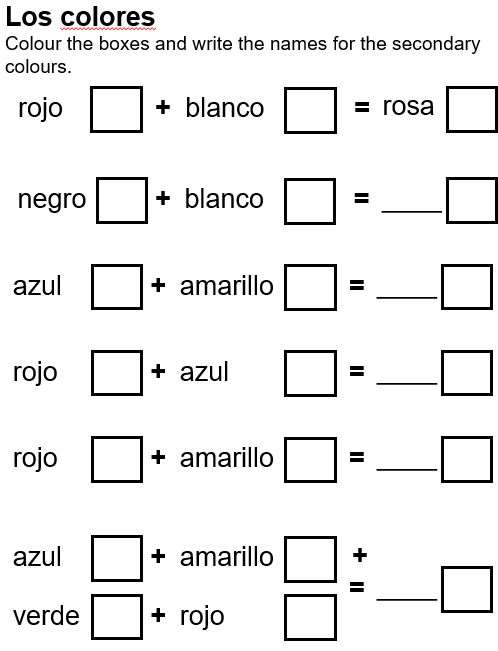 Los colores
Colour the boxes and write the names for the secondary
colours.
rojo + blanco = rosa
negro + blanco = ____
azul + amarillo = ____
rojo + azul = ____
rojo + amarillo = ____
azul + amarillo +
= ____
verde + rojo